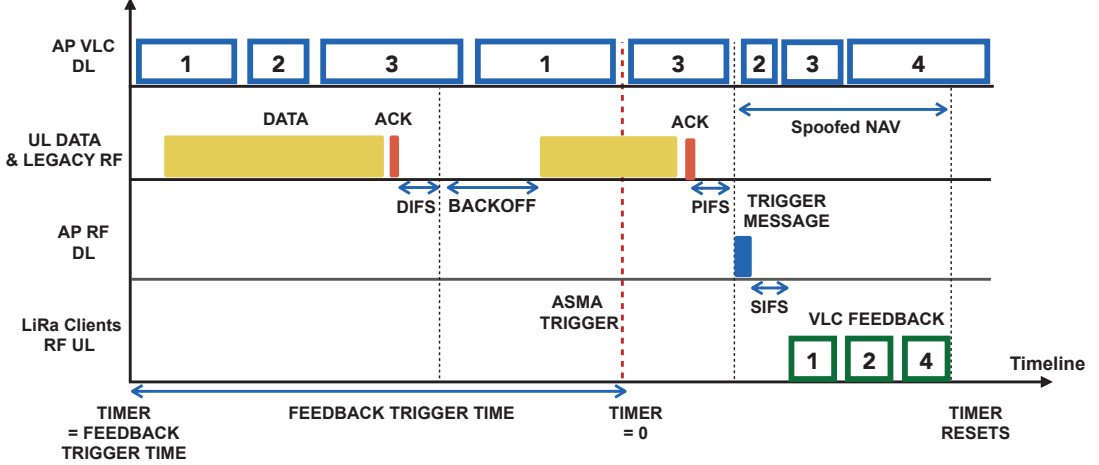 AP VLC
DL
1
2
3
1
3
2
3
4
Spoofed NAV
UL DATA
& LEGACY RF
DATA
ACK
ACK
DIFS
BACKOFF
PIFS
TRIGGER
MESSAGE
AP RF
DL
SIFS
ASMA
TRIGGER
LiRa Clients
RF UL
VLC FEEDBACK
1
2
4
Timeline
TIMER
= FEEDBACK
TRIGGER TIME
FEEDBACK TRIGGER TIME
TIMER
= 0
TIMER
RESETS